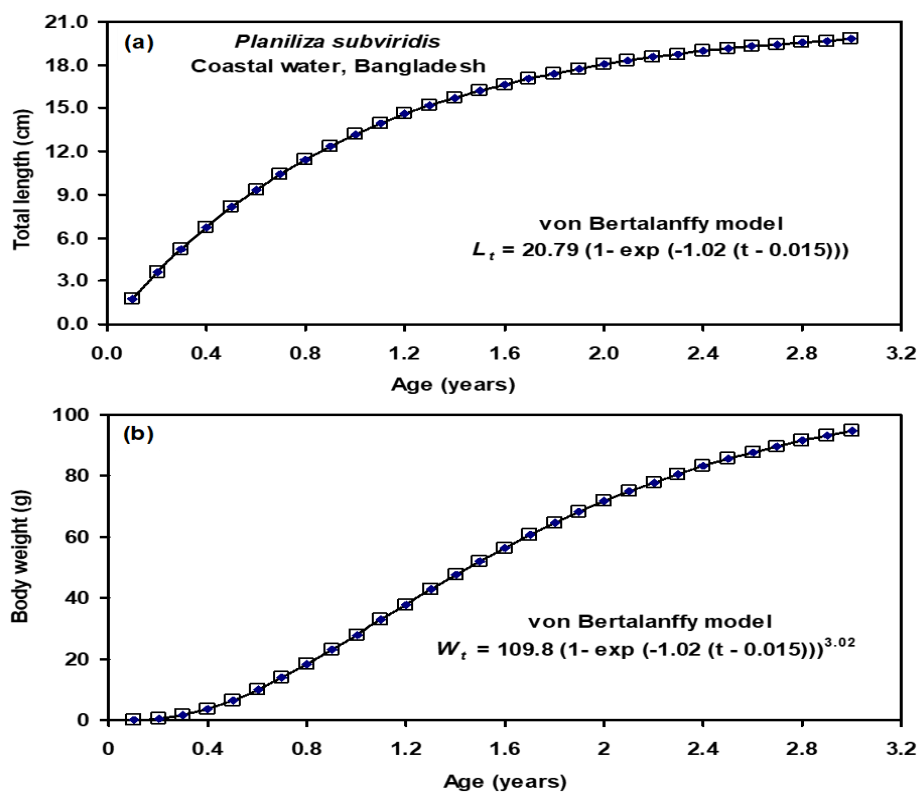 21.0
(a)
Planiliza subviridis
Coastal water, Bangladesh
18.0
15.0
12.0
9.0
6.0
3.0
0.0
Total length (cm)
von Bertalanffy model
Lt = 20.79 (1- exp (-1.02 (t - 0.015)))
0.0 0.4 0.8 1.2 1.6 2.0 2.4 2.8 3.2
Age (years)
100
(b)
80
60
40
20
0
Body weight (g)
von Bertalanffy model
Wt = 109.8 (1- exp (-1.02 (t - 0.015)))3.02
0 0.4 0.8 1.2 1.6 2 2.4 2.8 3.2
Age (years)